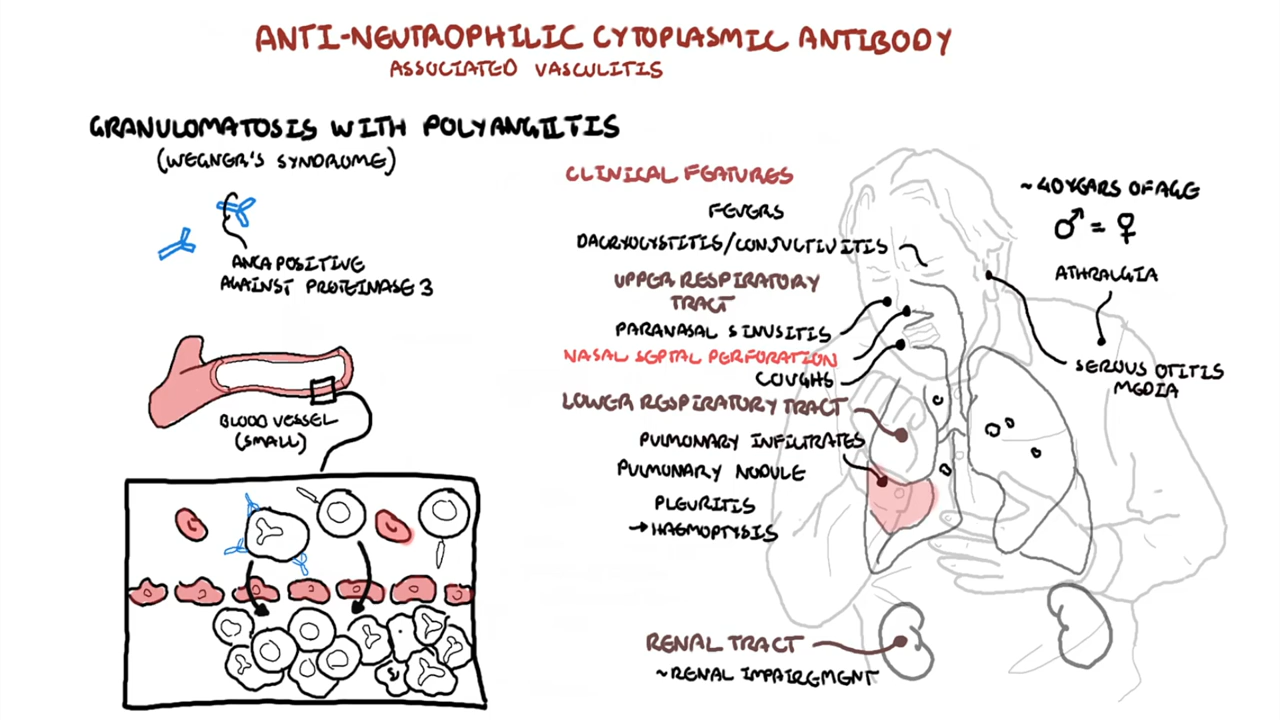 ANTI-NEUTROPHILIC CYTOPLASMIC ANTIBODY
ASSOCIATED VASCULITIS
GRANULOMATOSIS WITH POLYANGIITIS
(WEGNER'S SYNDROME)
ANCA POSITIVE
AGAINST PROTEINASE 3
BLOOD VESSEL
(SMALL)
CLINICAL FEATURES
FEVERS
DACRYOCYSTITIS/CONJUCTIVITIS
UPPER RESPIRATORY
TRACT
PARANASAL SINUSITIS
NASAL SEPTAL PERFORATION
COUGHS
LOWER RESPIRATORY TRACT
PULMONARY INFILTRATES
PULMONARY NODULE
PLEURITIS
→ HAEMOPTYSIS
RENAL TRACT
~RENAL IMPAIREMENT
~40 YEARS OF AGE
♂ = ♀
ATHRALGIA
SEROUS OTITIS
MEDIA